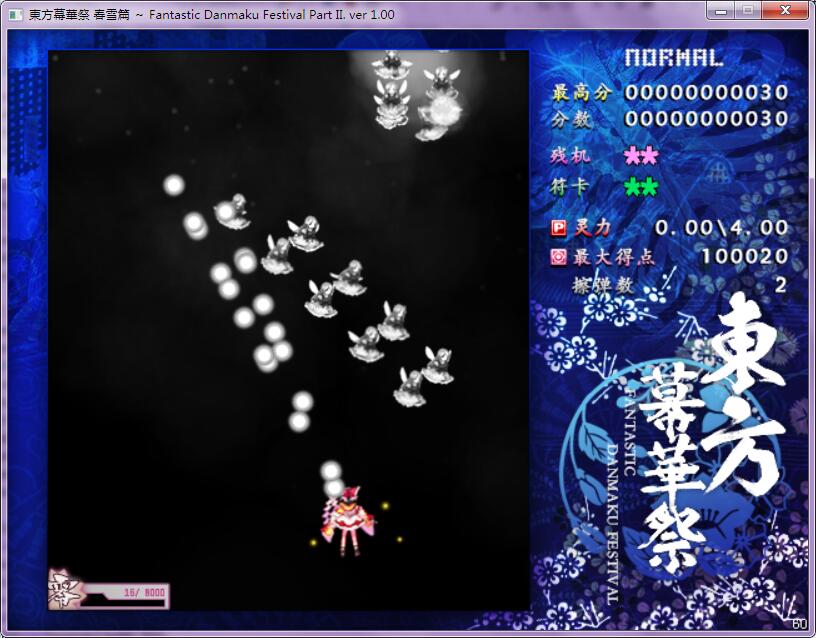 東方幕華祭 春雪篇 ～ Fantastic Danmaku Festival Part II. ver 1.00
NORMAL
最高分 00000000030
分数 00000000030
残机 **
符卡 **
P 灵力 0.00\4.00
最大得点 100020
擦弹数 2
東方
幕華祭
FANTASTIC
DANMAKU FESTIVAL
16/ 8000
60